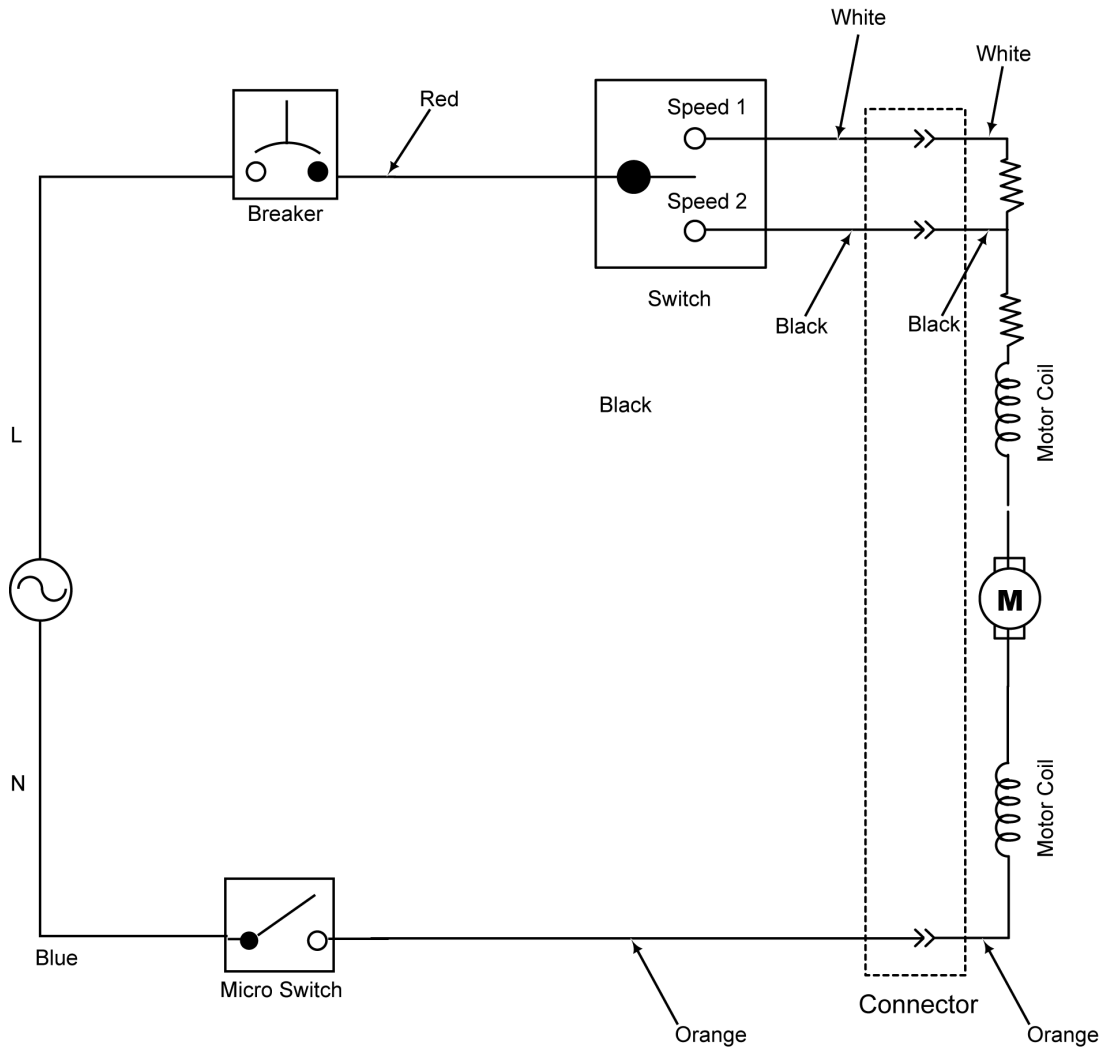 White
White
Red
Speed 1
Speed 2
Breaker
Switch
Black
Black
Black
Motor Coil
L
M
N
Motor Coil
Blue
Micro Switch
Connector
Orange
Orange